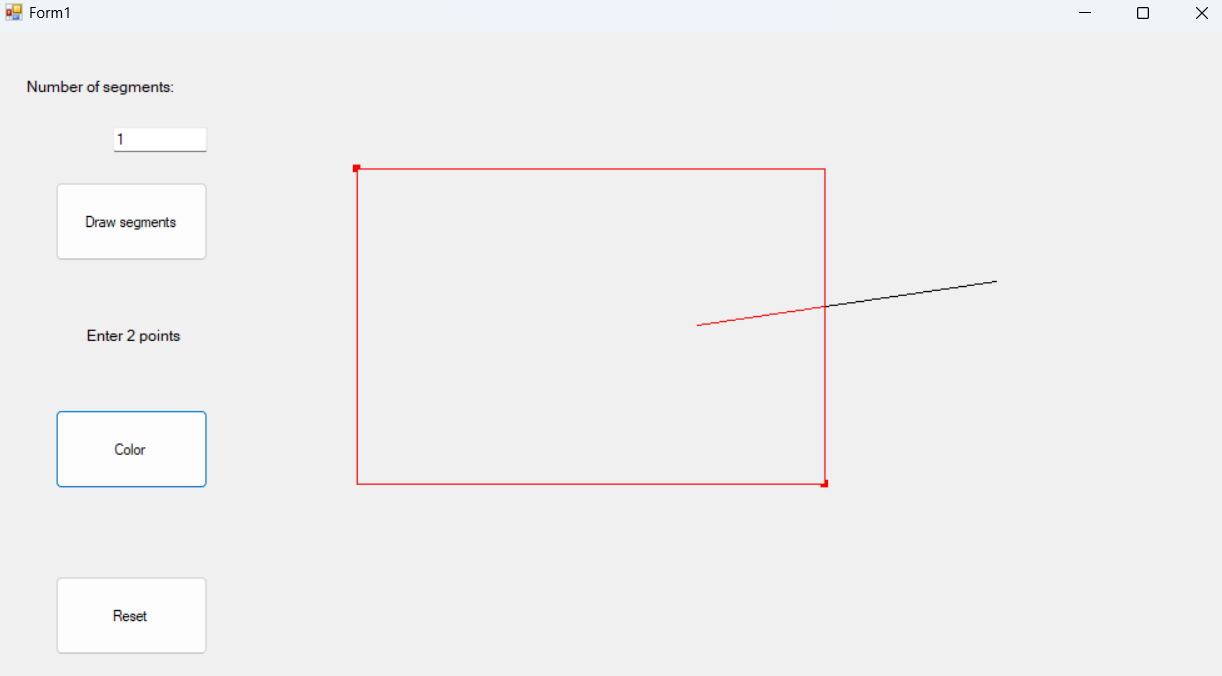 Form1
Number of segments:
1
Draw segments
Enter 2 points
Color
Reset